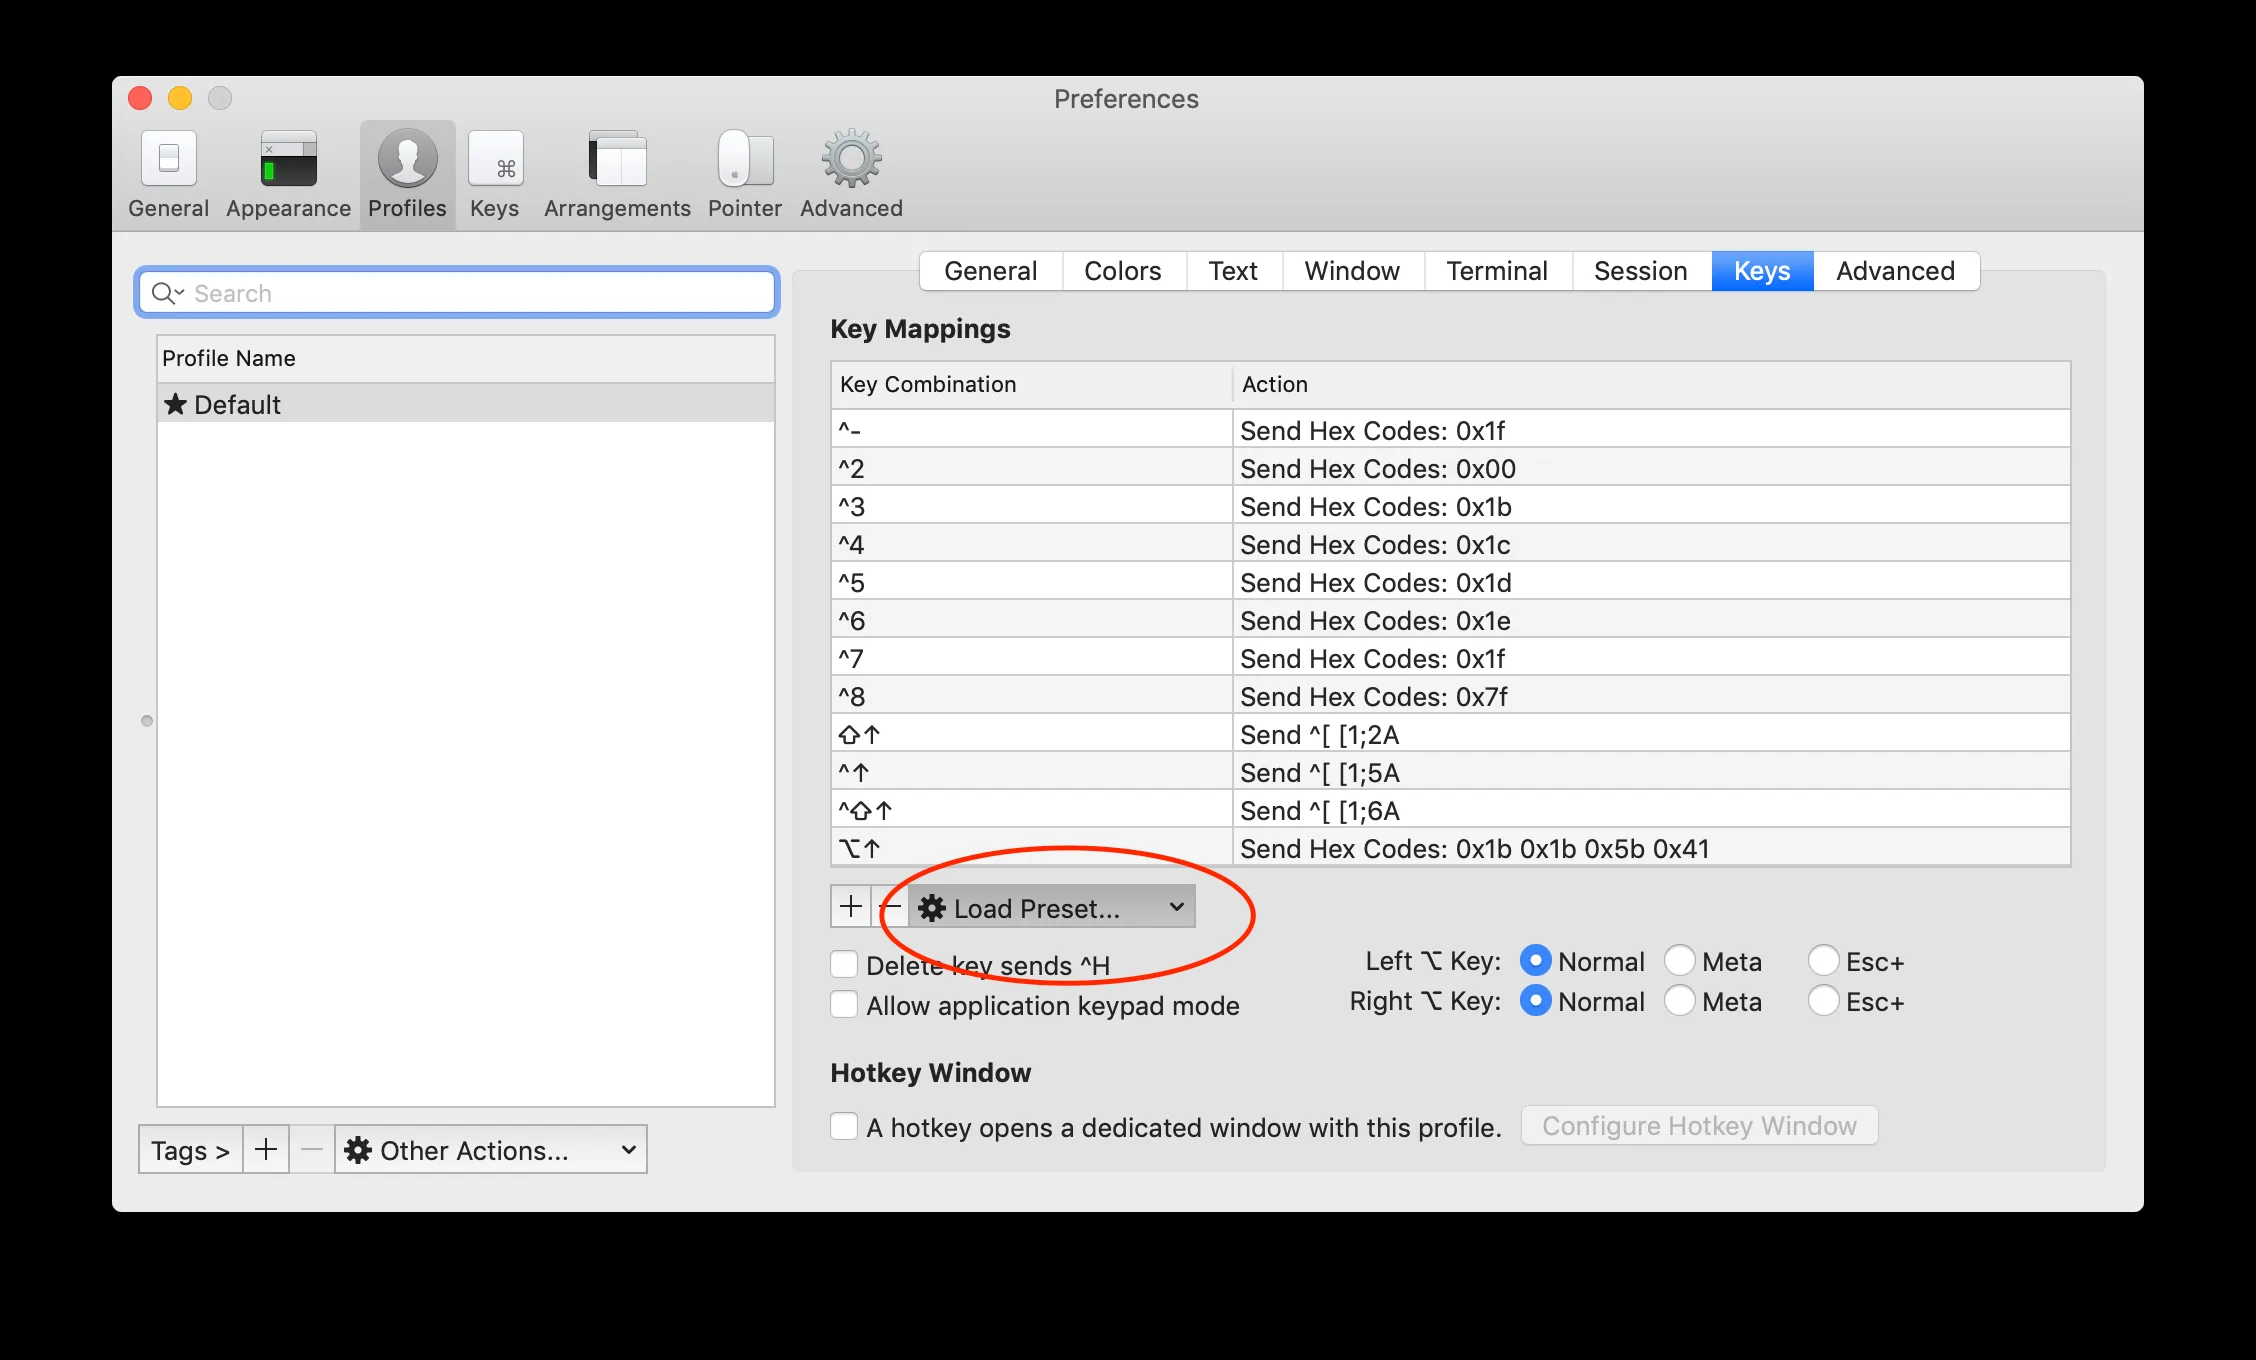 Preferences
General Appearance Profiles Keys Arrangements Pointer Advanced
Search
Profile Name
★ Default
Tags > + — Other Actions...
General Colors Text Window Terminal Session Keys Advanced
Key Mappings
Key Combination Action
^- Send Hex Codes: 0x1f
^2 Send Hex Codes: 0x00
^3 Send Hex Codes: 0x1b
^4 Send Hex Codes: 0x1c
^5 Send Hex Codes: 0x1d
^6 Send Hex Codes: 0x1e
^7 Send Hex Codes: 0x1f
^8 Send Hex Codes: 0x7f
⇧↑ Send ^[ [1;2A
^↑ Send ^[ [1;5A
^⇧↑ Send ^[ [1;6A
⌥↑ Send Hex Codes: 0x1b 0x1b 0x5b 0x41
+ — Load Preset...
Delete key sends ^H
Allow application keypad mode
Left ⌥ Key: Normal Meta Esc+
Right ⌥ Key: Normal Meta Esc+
Hotkey Window
A hotkey opens a dedicated window with this profile. Configure Hotkey Window